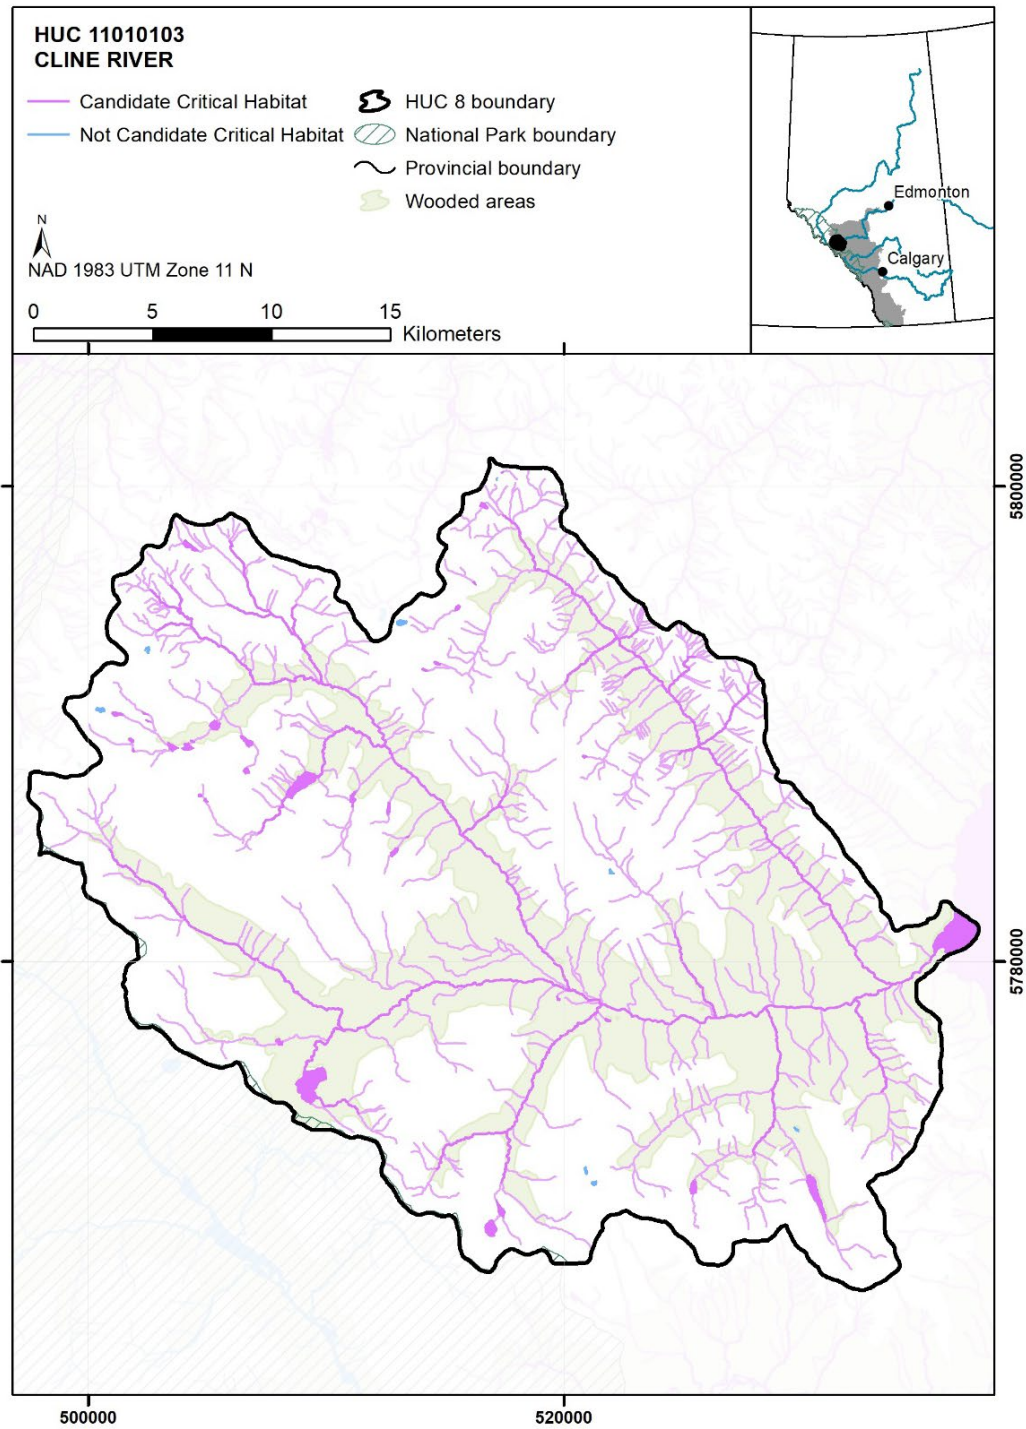 HUC 11010103
CLINE RIVER
Candidate Critical Habitat
Not Candidate Critical Habitat
HUC 8 boundary
National Park boundary
Provincial boundary
Wooded areas
N
NAD 1983 UTM Zone 11 N
0 5 10 15
Kilometers
Edmonton
Calgary
5800000
5780000
500000 520000